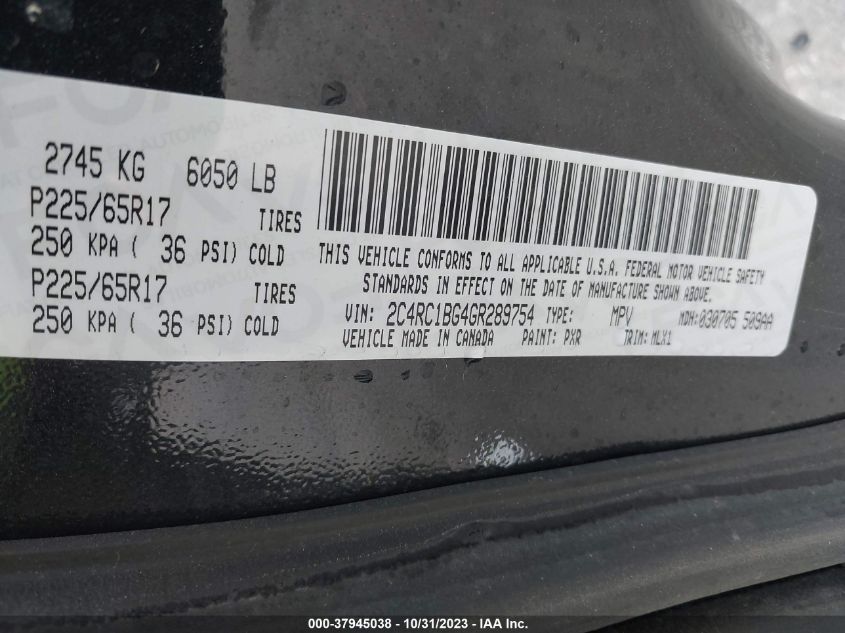 2745 KG 6050 LB
P225/65R17 TIRES
250 KPA ( 36 PSI) COLD
P225/65R17 TIRES
250 KPA ( 36 PSI) COLD
THIS VEHICLE CONFORMS TO ALL APPLICABLE U.S.A. FEDERAL MOTOR VEHICLE SAFETY
STANDARDS IN EFFECT ON THE DATE OF MANUFACTURE SHOWN ABOVE.
VIN: 2C4RC1BG4GR289754 TYPE: MPV MDH: 030705 509AA
VEHICLE MADE IN CANADA PAINT: PXR TRIM: MLX1
000-37945038 - 10/31/2023 - IAA Inc.